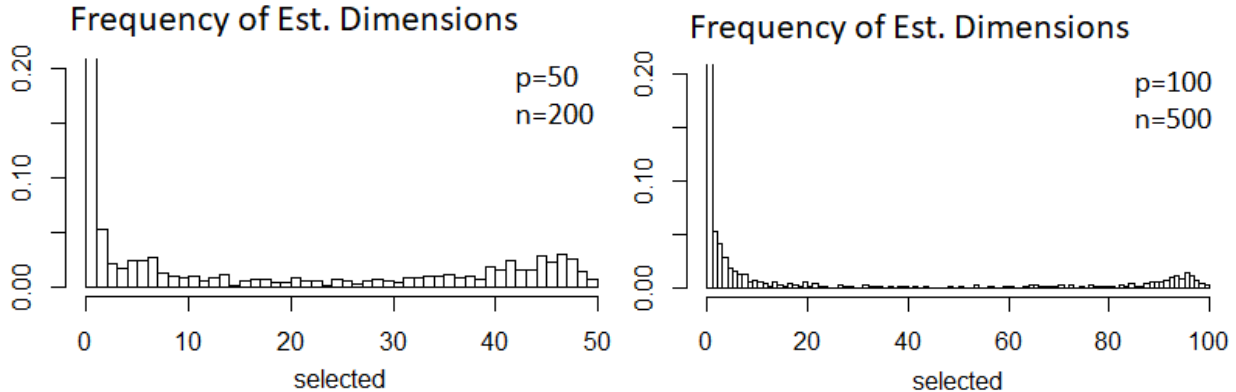 Frequency of Est. Dimensions
p=50
n=200
0.20
0.10
0.00
0 10 20 30 40 50
selected
Frequency of Est. Dimensions
p=100
n=500
0.20
0.10
0.00
0 20 40 60 80 100
selected